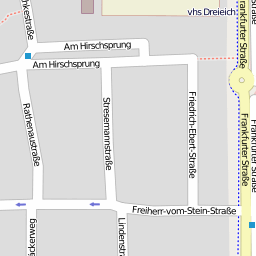 vhs Dreieich
Frankfurter Straße
Am Hirschsprung
Am Hirschsprung
Rathenaustraße
Stresemannstraße
Friedrich-Ebert-Straße
Frankfurter Straße
Freiherr-vom-Stein-Straße
Lindenstra